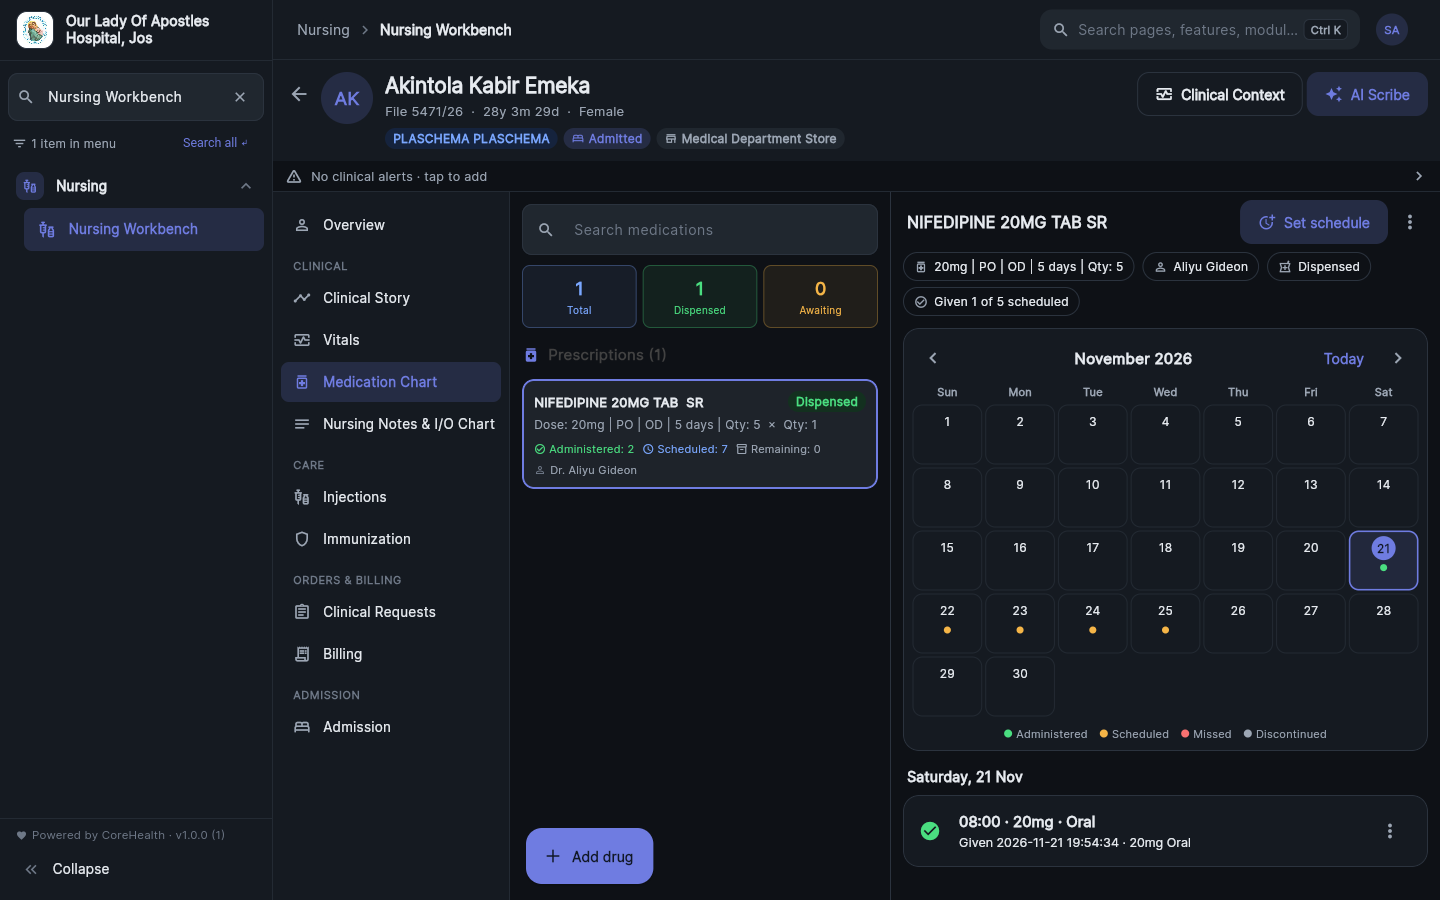 Our Lady Of Apostles
Hospital, Jos
Nursing Workbench
1 item in menu
Search all
Nursing
Nursing Workbench
Powered by CoreHealth · v1.0.0 (1)
Collapse
Nursing > Nursing Workbench
Search pages, features, modul... Ctrl K
SA
AK
Akintola Kabir Emeka
File 5471/26 · 28y 3m 29d · Female
PLASCHEMA PLASCHEMA
Admitted
Medical Department Store
Clinical Context
AI Scribe
No clinical alerts · tap to add
Overview
CLINICAL
Clinical Story
Vitals
Medication Chart
Nursing Notes & I/O Chart
CARE
Injections
Immunization
ORDERS & BILLING
Clinical Requests
Billing
ADMISSION
Admission
Search medications
1
Total
1
Dispensed
0
Awaiting
Prescriptions (1)
NIFEDIPINE 20MG TAB  SR
Dispensed
Dose: 20mg | PO | OD | 5 days | Qty: 5 × Qty: 1
Administered: 2
Scheduled: 7
Remaining: 0
Dr. Aliyu Gideon
Add drug
NIFEDIPINE 20MG TAB SR
Set schedule
20mg | PO | OD | 5 days | Qty: 5
Aliyu Gideon
Dispensed
Given 1 of 5 scheduled
November 2026
Today
Sun Mon Tue Wed Thu Fri Sat
1 2 3 4 5 6 7
8 9 10 11 12 13 14
15 16 17 18 19 20 21
22 23 24 25 26 27 28
29 30
Administered Scheduled Missed Discontinued
Saturday, 21 Nov
08:00 · 20mg · Oral
Given 2026-11-21 19:54:34 · 20mg Oral